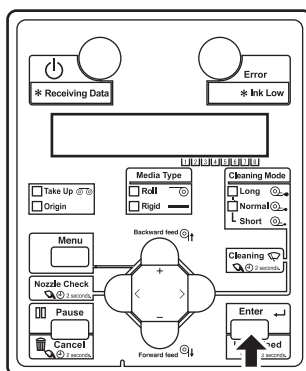 Error
* Receiving Data
* Ink Low
1 2 3 4 5 6 7 8
Media Type
Cleaning Mode
Take Up
Roll
Long
Origin
Rigid
Normal
Short
Menu
Backward feed
Cleaning
2 seconds.
+
Nozzle Check
2 seconds.
< >
Pause
Enter
−
Cancel
2 seconds.
Forward feed
2 seconds.